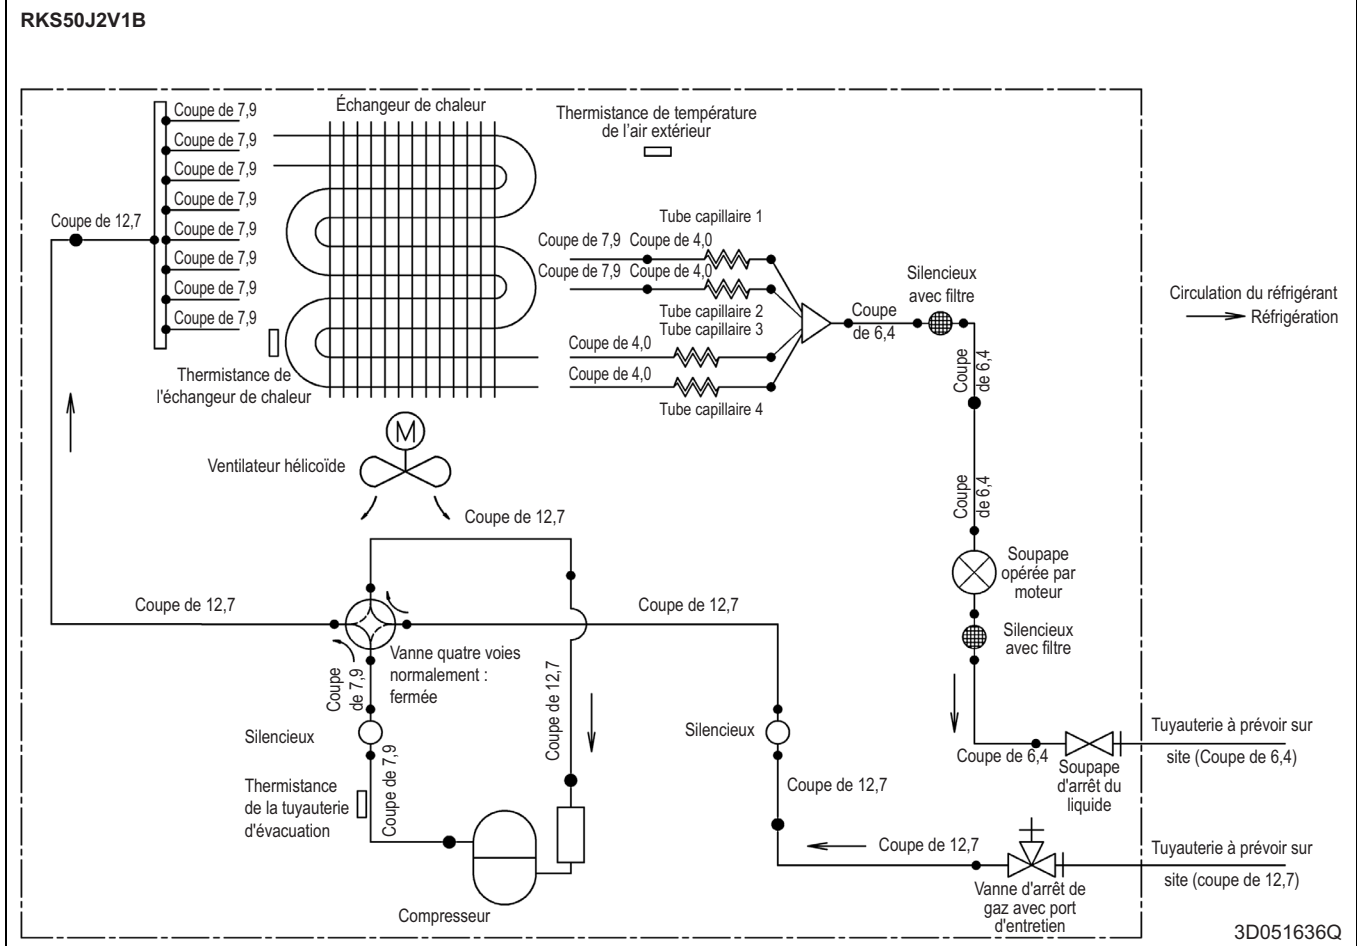 RKS50J2V1B
Coupe de 7,9
Coupe de 7,9
Coupe de 7,9
Coupe de 7,9
Coupe de 7,9
Coupe de 7,9
Coupe de 7,9
Coupe de 7,9
Coupe de 12,7
Échangeur de chaleur
Thermistance de
l'échangeur de chaleur
Thermistance de température
de l'air extérieur
Tube capillaire 1
Coupe de 7,9
Coupe de 4,0
Coupe de 7,9
Coupe de 4,0
Tube capillaire 2
Tube capillaire 3
Coupe de 4,0
Coupe de 4,0
Tube capillaire 4
Coupe
de 6,4
Silencieux
avec filtre
Circulation du réfrigérant
Réfrigération
Coupe
de 6,4
Coupe
de 6,4
M
Ventilateur hélicoïde
Coupe de 12,7
Coupe de 12,7
Coupe de 12,7
Vanne quatre voies
normalement :
fermée
Coupe
de 7,9
Coupe de 12,7
Soupape
opérée par
moteur
Silencieux
avec filtre
Silencieux
Silencieux
Thermistance
de la tuyauterie
d'évacuation
Coupe de 7,9
Compresseur
Coupe de 12,7
Coupe de 12,7
Coupe de 6,4
Soupape
d'arrêt du
liquide
Tuyauterie à prévoir sur
site (Coupe de 6,4)
Vanne d'arrêt de
gaz avec port
d'entretien
Tuyauterie à prévoir sur
site (coupe de 12,7)
3D051636Q